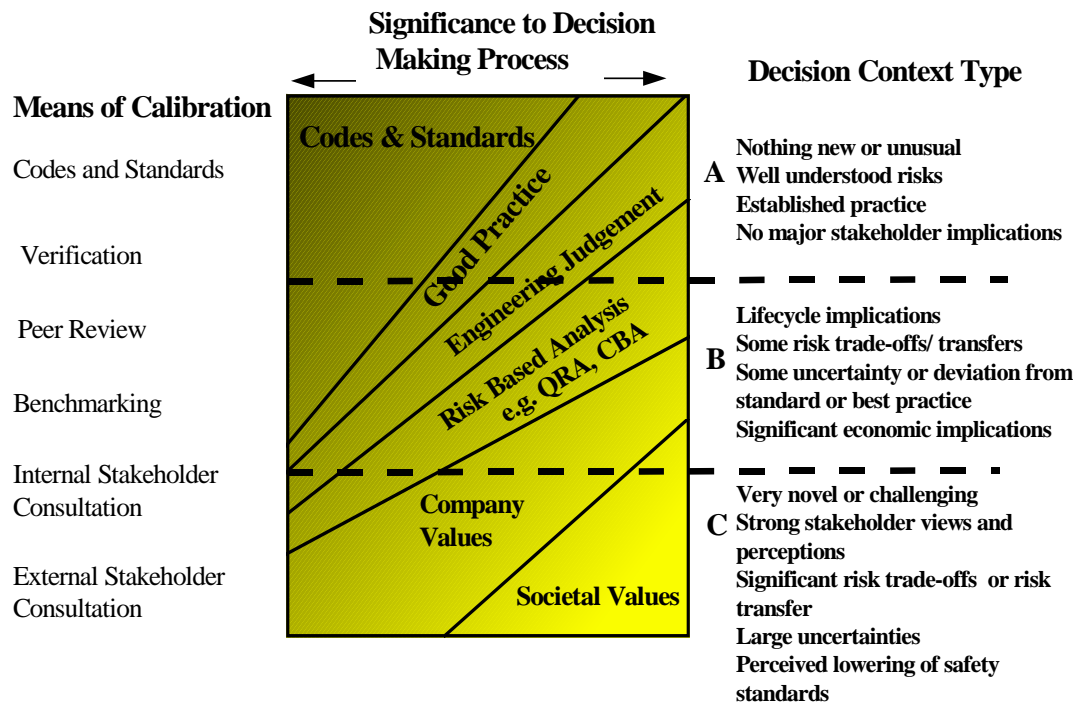 Significance to Decision
Making Process
Means of Calibration
Codes and Standards
Verification
Peer Review
Benchmarking
Internal Stakeholder
Consultation
External Stakeholder
Consultation
Codes & Standards
Good Practice
Engineering Judgement
Risk Based Analysis
e.g. QRA, CBA
Company
Values
Societal Values
Decision Context Type
A
Nothing new or unusual
Well understood risks
Established practice
No major stakeholder implications
B
Lifecycle implications
Some risk trade-offs/ transfers
Some uncertainty or deviation from
standard or best practice
Significant economic implications
C
Very novel or challenging
Strong stakeholder views and
perceptions
Significant risk trade-offs or risk
transfer
Large uncertainties
Perceived lowering of safety
standards